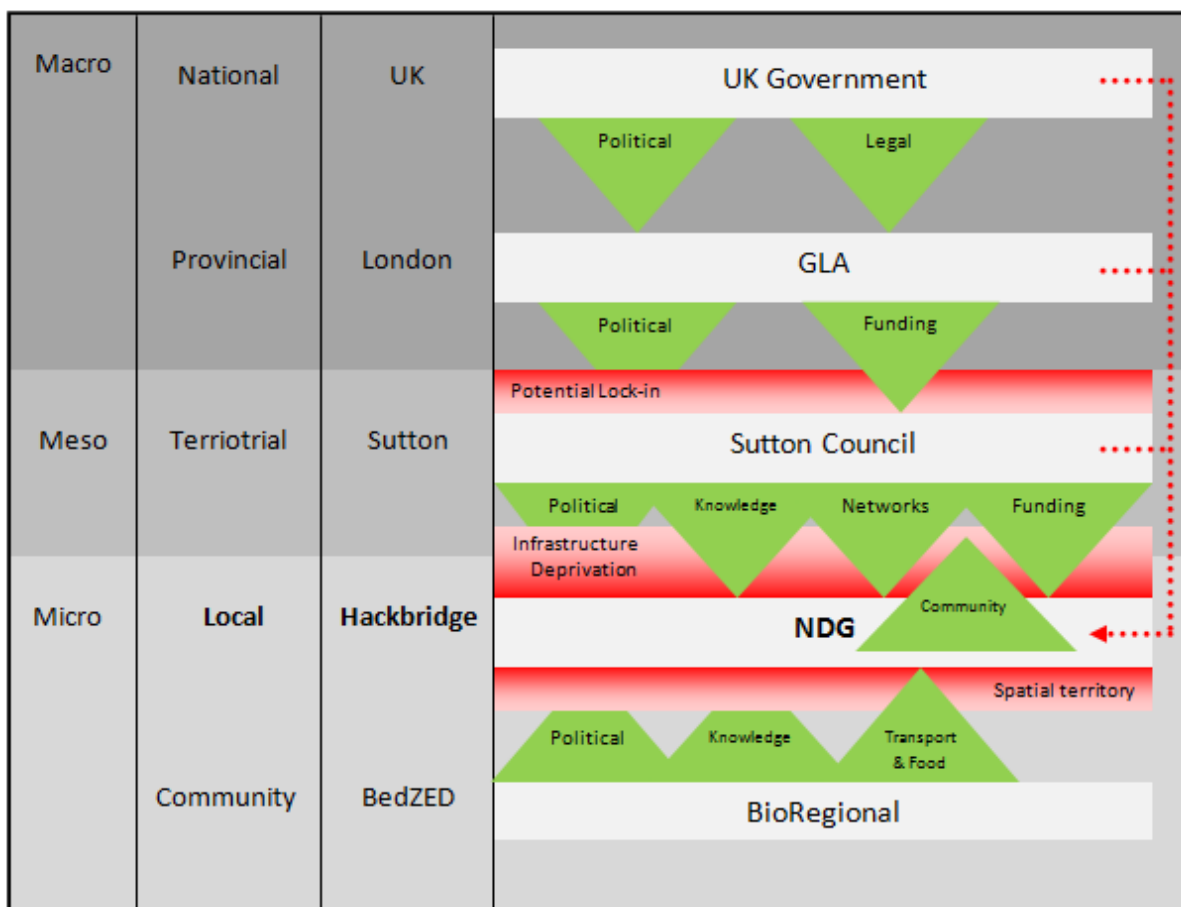 Macro
National
UK
UK Government
Political
Legal
Provincial
London
GLA
Political
Funding
Potential Lock-in
Meso
Terriotrial
Sutton
Sutton Council
Political
Knowledge
Networks
Funding
Infrastructure
Deprivation
Community
Micro
Local
Hackbridge
NDG
Spatial territory
Political
Knowledge
Transport
& Food
Community
BedZED
BioRegional